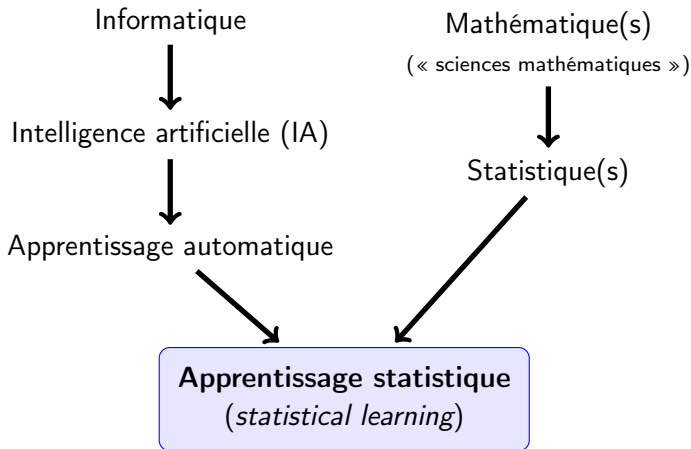 Informatique
Mathématique(s)
(« sciences mathématiques »)
Intelligence artificielle (IA)
Statistique(s)
Apprentissage automatique
Apprentissage statistique
(statistical learning)